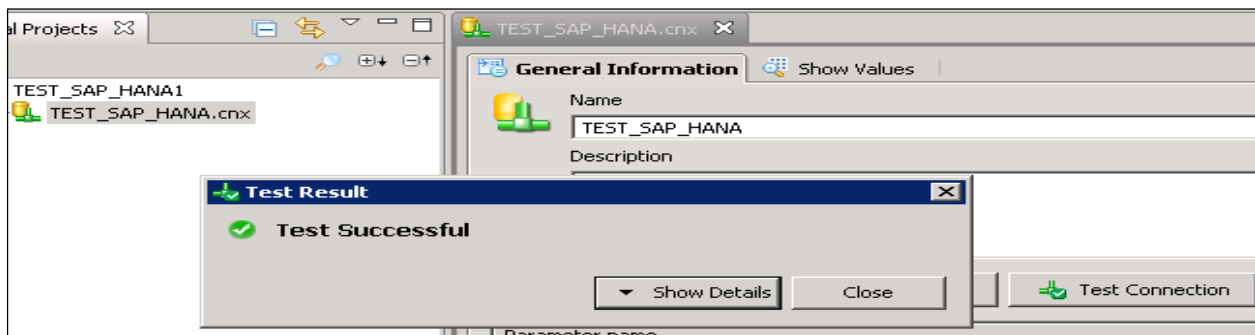 al Projects
TEST_SAP_HANA1
TEST_SAP_HANA.cnx
TEST_SAP_HANA.cnx
General Information
Show Values
Name
TEST_SAP_HANA
Description
Test Result
Test Successful
Show Details
Close
Test Connection
Parameter name